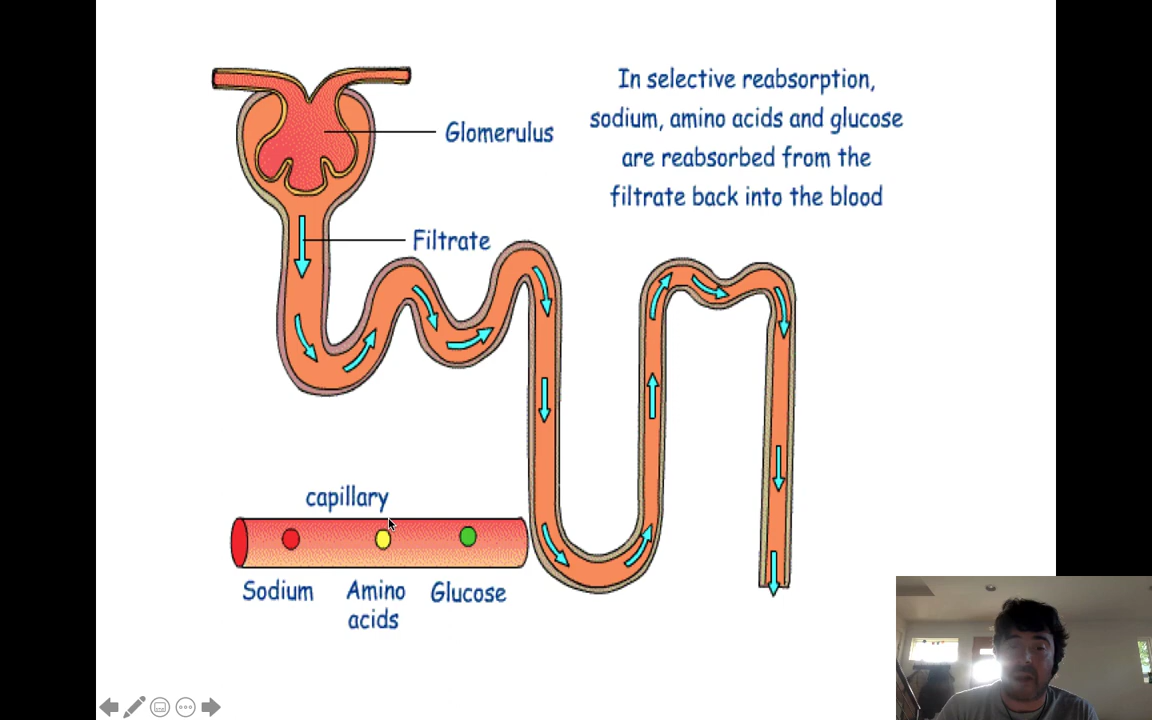 In selective reabsorption,
sodium, amino acids and glucose
are reabsorbed from the
filtrate back into the blood
Glomerulus
Filtrate
capillary
Sodium
Amino
acids
Glucose